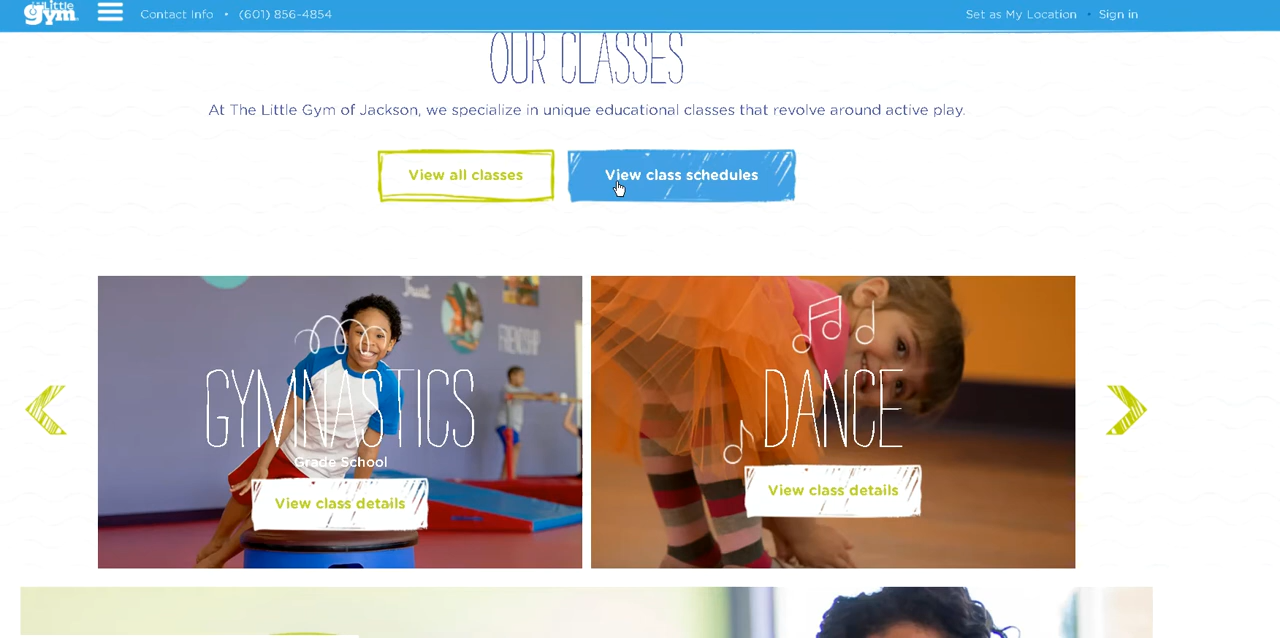 Little
gym
Contact Info • (601) 856-4854
Set as My Location • Sign in
OUR CLASSES
At The Little Gym of Jackson, we specialize in unique educational classes that revolve around active play.
View all classes
View class schedules
FRIENDSHIP
GYMNASTICS
Grade School
View class details
DANCE
View class details